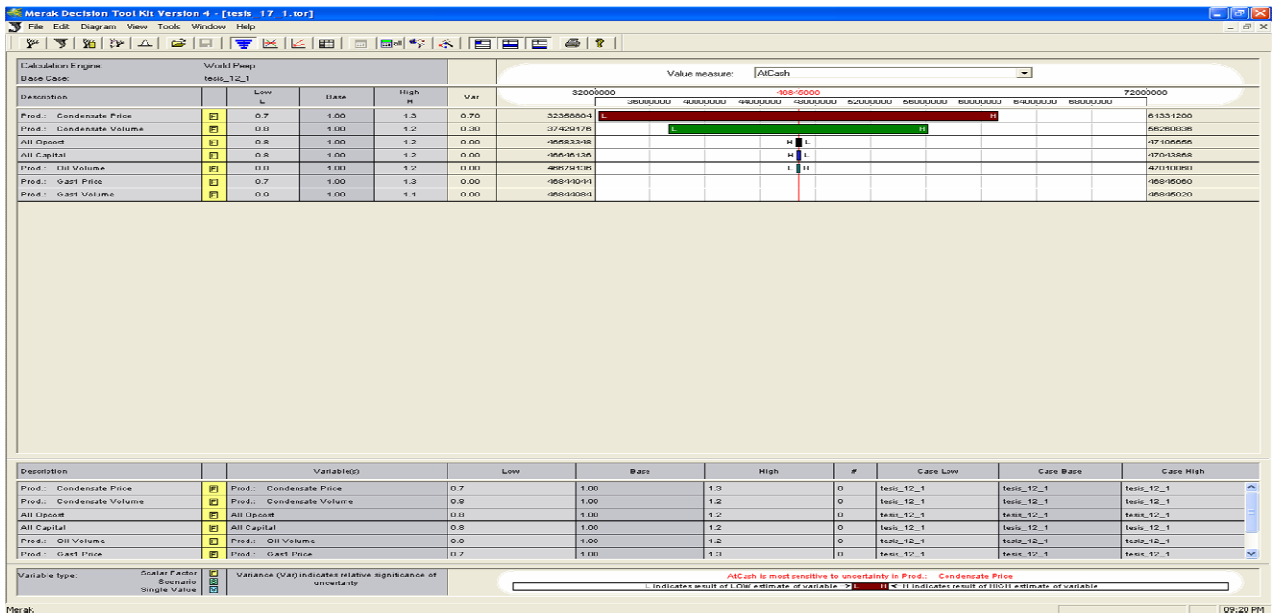 Merak Decision Tool Kit Version 4 - [tesis_17_1.tor]
File Edit Diagram View Tools Window Help
Calculation Engine: World Peep
Base Case: tesis_12_1
Value measure: AtCash
Description Low L Base High H Var
32000000 46845000 72000000
36000000 40000000 44000000 48000000 52000000 56000000 60000000 64000000 68000000
Prod.: Condensate Price F 0.7 1.00 1.3 0.70 L H 61331200
Prod.: Condensate Volume F 0.8 1.00 1.2 0.30 37429176 L H 56260836
All Opcost F 0.8 1.00 1.2 0.00 46583348 H L 47106656
All Capital F 0.8 1.00 1.2 0.00 46646136 H L 47043868
Prod.: Oil Volume F 1.00 1.2 0.00 46679136 L H
Prod.: Gas1 Price F 0.7 1.00 1.3 0.00 46845060
Prod.: Gas1 Volume F 0.9 1.00 1.1 0.00 46845020
Description Variable(s) Low Base High # Case Low Case Base Case High
Prod.: Condensate Price F Prod.: Condensate Price 0.7 1.00 1.3 0 tesis_12_1 tesis_12_1 tesis_12_1
Prod.: Condensate Volume F Prod.: Condensate Volume 0.8 1.00 1.2 0 tesis_12_1 tesis_12_1 tesis_12_1
All Opcost F All Opcost 0.8 1.00 1.2 0 tesis_12_1 tesis_12_1 tesis_12_1
All Capital F All Capital 0.8 1.00 1.2 0 tesis_12_1 tesis_12_1 tesis_12_1
Prod.: Oil Volume F Prod.: Oil Volume 1.00 1.2 0 tesis_12_1 tesis_12_1 tesis_12_1
Prod.: Gas1 Price F Prod.: Gas1 Price 0.7 1.00 1.3 0 tesis_12_1 tesis_12_1 tesis_12_1
Variable type: Scalar Factor F
Scenario S
Single Value V
Variance (Var) indicates relative significance of uncertainty
AtCash is most sensitive to uncertainty in Prod.: Condensate Price
L indicates result of LOW estimate of variable > L H < H indicates result of HIGH estimate of variable
Merak
09:20 PM